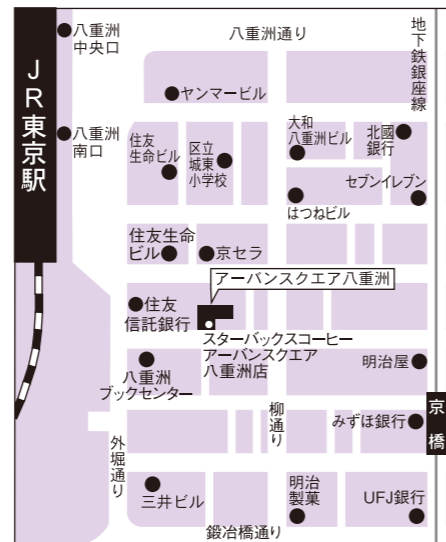 八重洲
中央口
八重洲通り
地下鉄銀座線
JR東京駅
ヤンマービル
八重洲
南口
住友
生命ビル
区立
城東
小学校
大和
八重洲ビル
北國
銀行
セブンイレブン
はつねビル
住友生命
ビル
京セラ
アーバンスクエア八重洲
住友
信託銀行
スターバックスコーヒー
アーバンスクエア
八重洲店
八重洲
ブックセンター
明治屋
京橋
柳通り
みずほ銀行
外堀通り
三井ビル
明治
製菓
UFJ銀行
鍛冶橋通り